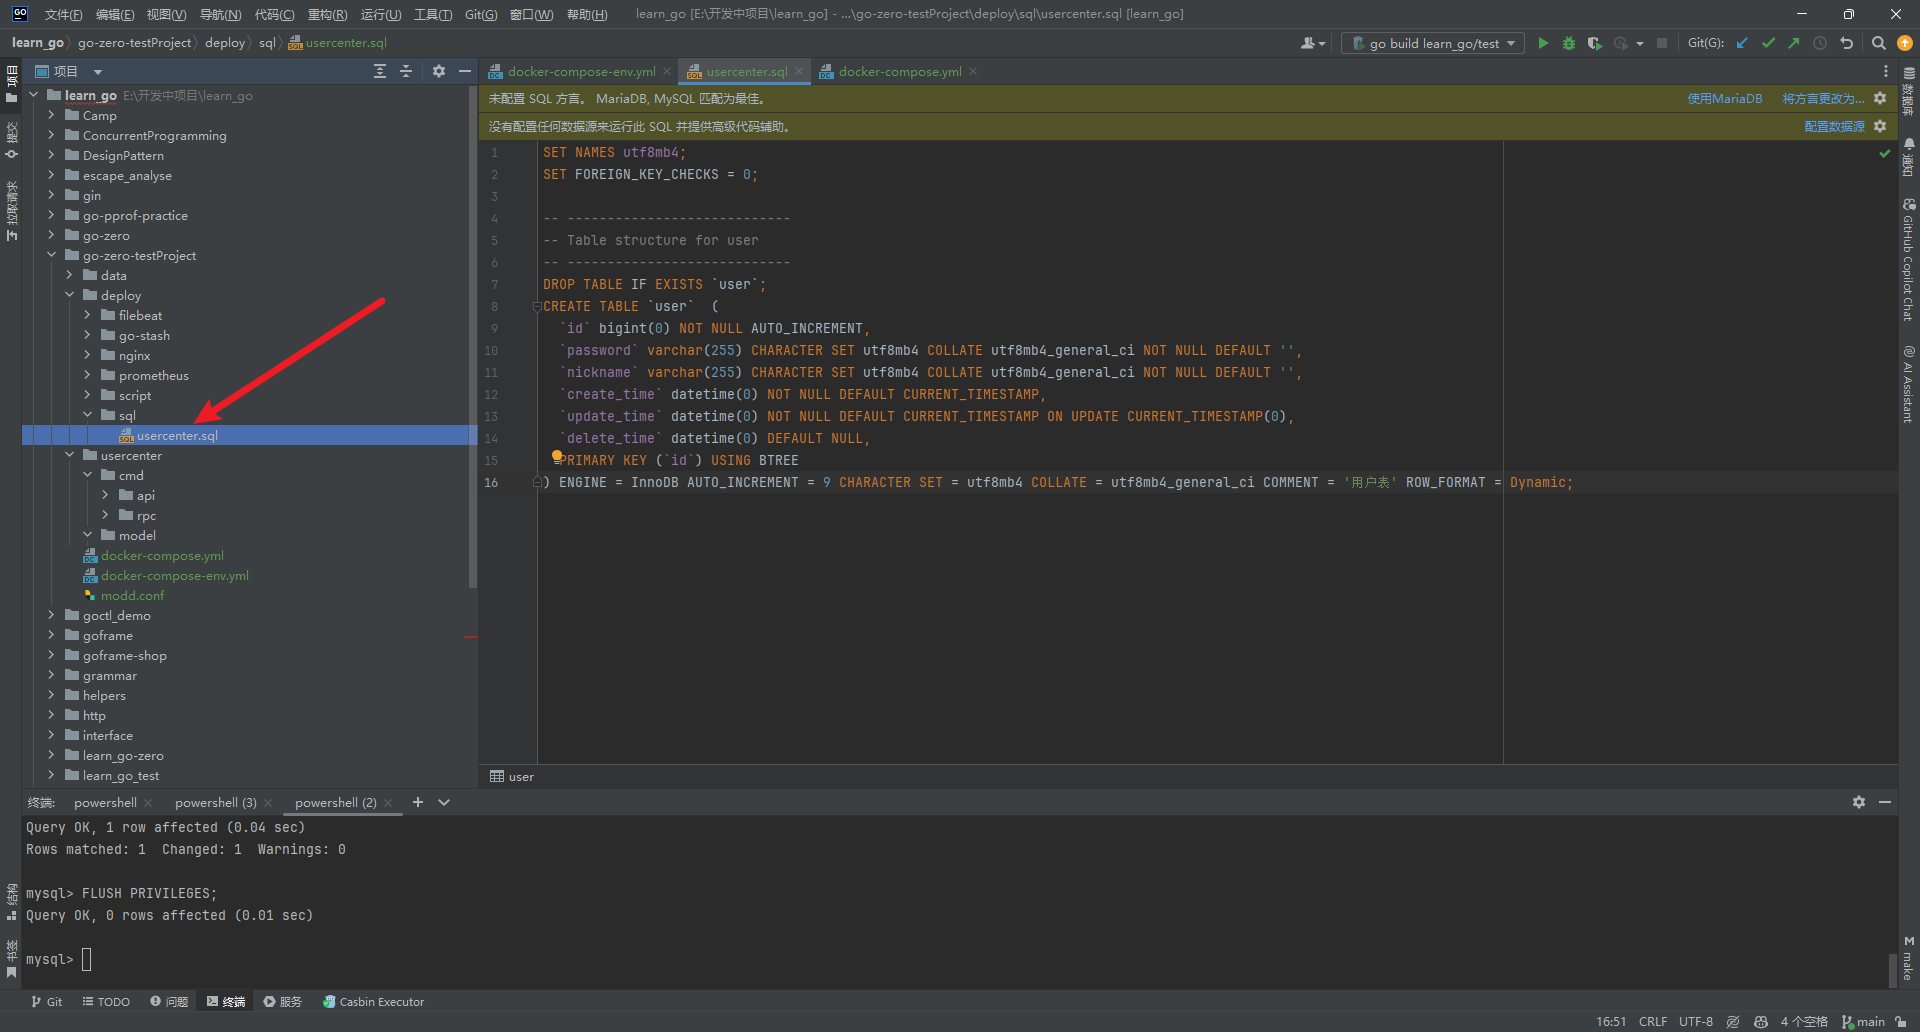 GO 文件(F) 编辑(E) 视图(V) 导航(N) 代码(C) 重构(R) 运行(U) 工具(T) Git(G) 窗口(W) 帮助(H) learn_go [E:\开发中项目\learn_go] - ...\go-zero-testProject\deploy\sql\usercenter.sql [learn_go]
learn_go go-zero-testProject deploy sql usercenter.sql go build learn_go/test Git(G):
项目
docker-compose-env.yml usercenter.sql docker-compose.yml
未配置 SQL 方言。 MariaDB, MySQL 匹配为最佳。 使用MariaDB 将方言更改为...
没有配置任何数据源来运行此 SQL 并提供高级代码辅助。 配置数据源
项目
提交
拉取请求
结构
书签
learn_go E:\开发中项目\learn_go
Camp
ConcurrentProgramming
DesignPattern
escape_analyse
gin
go-pprof-practice
go-zero
go-zero-testProject
data
deploy
filebeat
go-stash
nginx
prometheus
script
sql
usercenter.sql
usercenter
cmd
api
rpc
model
docker-compose.yml
docker-compose-env.yml
modd.conf
goctl_demo
goframe
goframe-shop
grammar
helpers
http
interface
learn_go-zero
learn_go_test
1 SET NAMES utf8mb4;
2 SET FOREIGN_KEY_CHECKS = 0;
3
4 -- ----------------------------
5 -- Table structure for user
6 -- ----------------------------
7 DROP TABLE IF EXISTS `user`;
8 CREATE TABLE `user`  (
9 `id` bigint(0) NOT NULL AUTO_INCREMENT,
10 `password` varchar(255) CHARACTER SET utf8mb4 COLLATE utf8mb4_general_ci NOT NULL DEFAULT '',
11 `nickname` varchar(255) CHARACTER SET utf8mb4 COLLATE utf8mb4_general_ci NOT NULL DEFAULT '',
12 `create_time` datetime(0) NOT NULL DEFAULT CURRENT_TIMESTAMP,
13 `update_time` datetime(0) NOT NULL DEFAULT CURRENT_TIMESTAMP ON UPDATE CURRENT_TIMESTAMP(0),
14 `delete_time` datetime(0) DEFAULT NULL,
15 PRIMARY KEY (`id`) USING BTREE
16 ) ENGINE = InnoDB AUTO_INCREMENT = 9 CHARACTER SET = utf8mb4 COLLATE = utf8mb4_general_ci COMMENT = '用户表' ROW_FORMAT = Dynamic;
user
数据库
通知
GitHub Copilot Chat
AI Assistant
make
终端: powershell powershell (3) powershell (2)
Query OK, 1 row affected (0.04 sec)
Rows matched: 1  Changed: 1  Warnings: 0
mysql> FLUSH PRIVILEGES;
Query OK, 0 rows affected (0.01 sec)
mysql>
Git TODO 问题 终端 服务 Casbin Executor
16:51 CRLF UTF-8 4 个空格 main